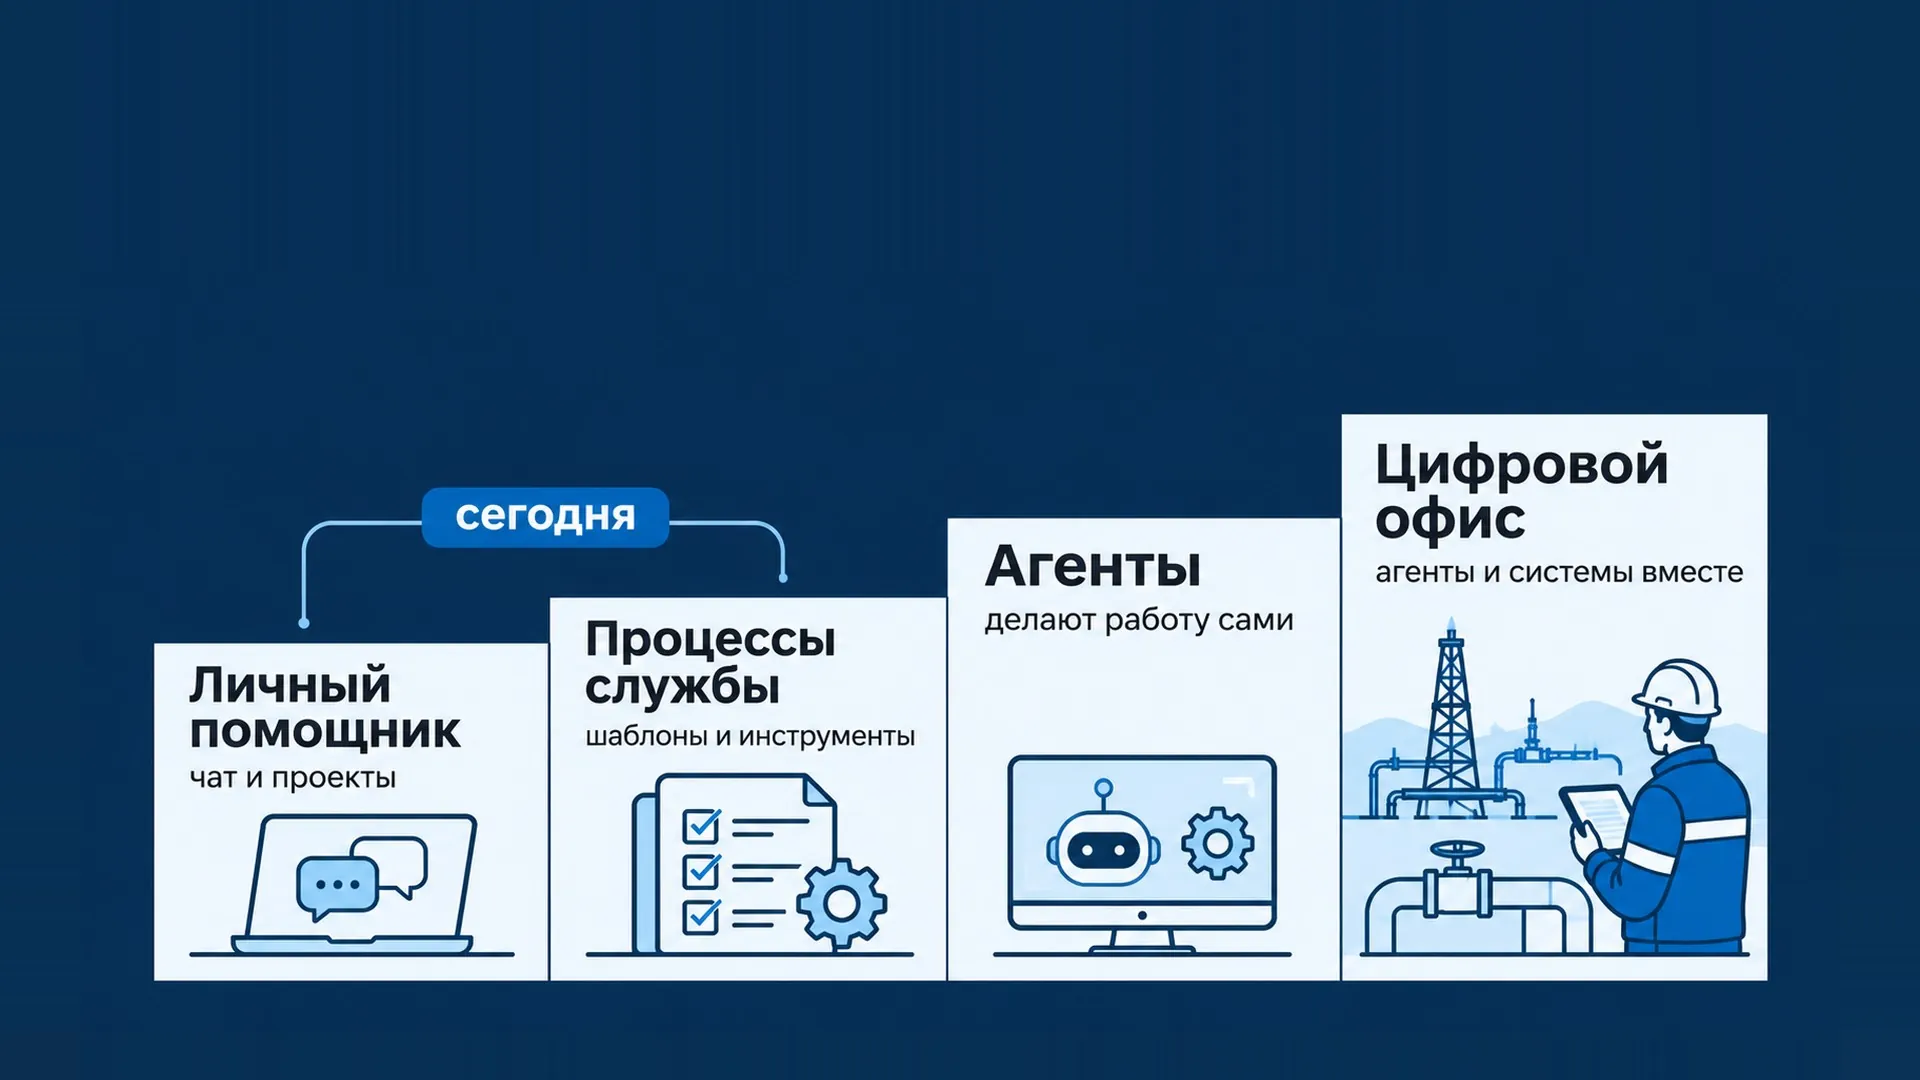 сегодня
Личный
помощник
чат и проекты
Процессы
службы
шаблоны и инструменты
Агенты
делают работу сами
Цифровой
офис
агенты и системы вместе